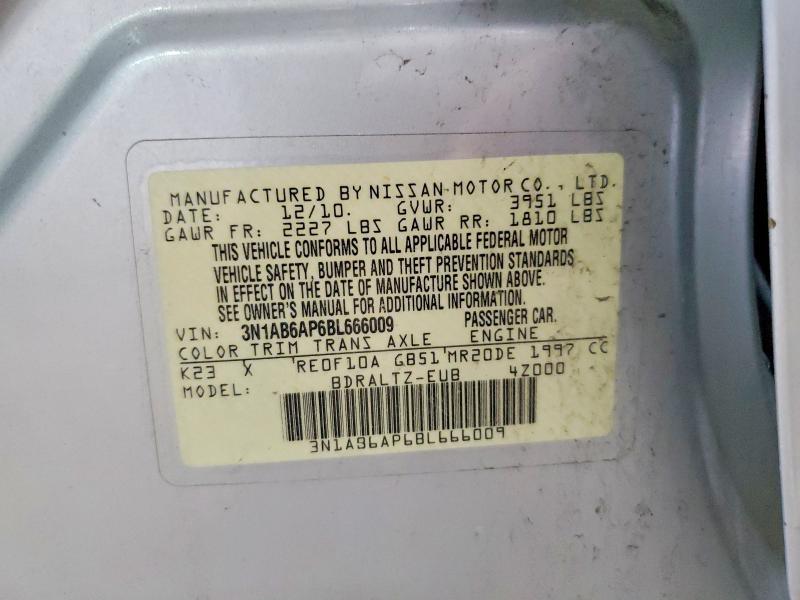 MANUFACTURED BY NISSAN MOTOR CO., LTD.
DATE: 12/10. GVWR: 3951 LBS
GAWR FR: 2227 LBS GAWR RR: 1810 LBS
THIS VEHICLE CONFORMS TO ALL APPLICABLE FEDERAL MOTOR
VEHICLE SAFETY, BUMPER AND THEFT PREVENTION STANDARDS
IN EFFECT ON THE DATE OF MANUFACTURE SHOWN ABOVE.
SEE OWNER'S MANUAL FOR ADDITIONAL INFORMATION.
VIN: 3N1AB6AP6BL666009 PASSENGER CAR.
COLOR TRIM TRANS AXLE ENGINE
K23 X RE0F10A GB51 MR20DE 1997 CC
MODEL: BDRALTZ-EUB 4Z000
3N1AB6AP6BL666009